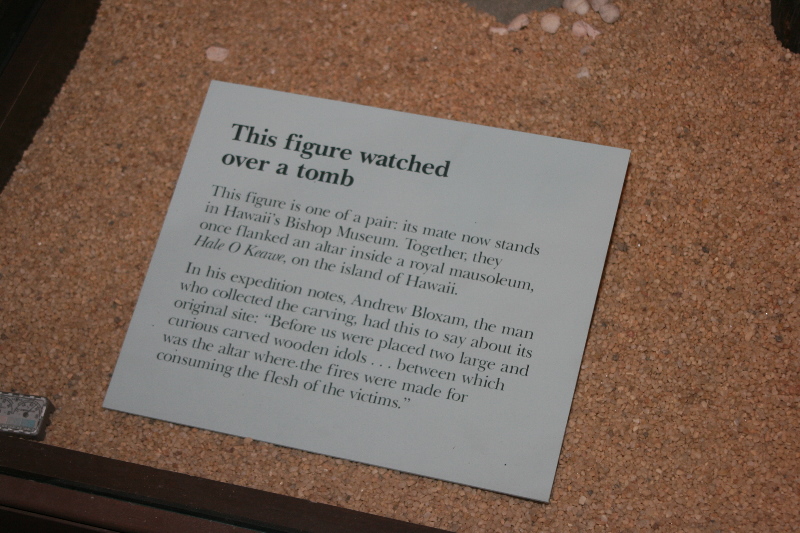 This figure watched
over a tomb
This figure is one of a pair: its mate now stands
in Hawaii's Bishop Museum. Together, they
once flanked an altar inside a royal mausoleum,
Hale O Keawe, on the island of Hawaii.
In his expedition notes, Andrew Bloxam, the man
who collected the carving, had this to say about its
original site: "Before us were placed two large and
curious carved wooden idols . . . between which
was the altar where the fires were made for
consuming the flesh of the victims."